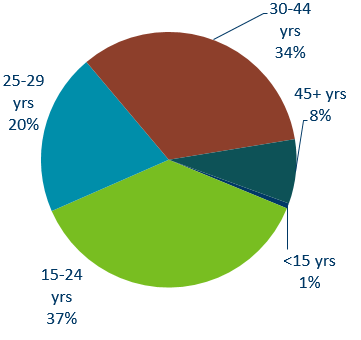 30-44
yrs
34%
25-29
yrs
20%
45+ yrs
8%
<15 yrs
1%
15-24
yrs
37%